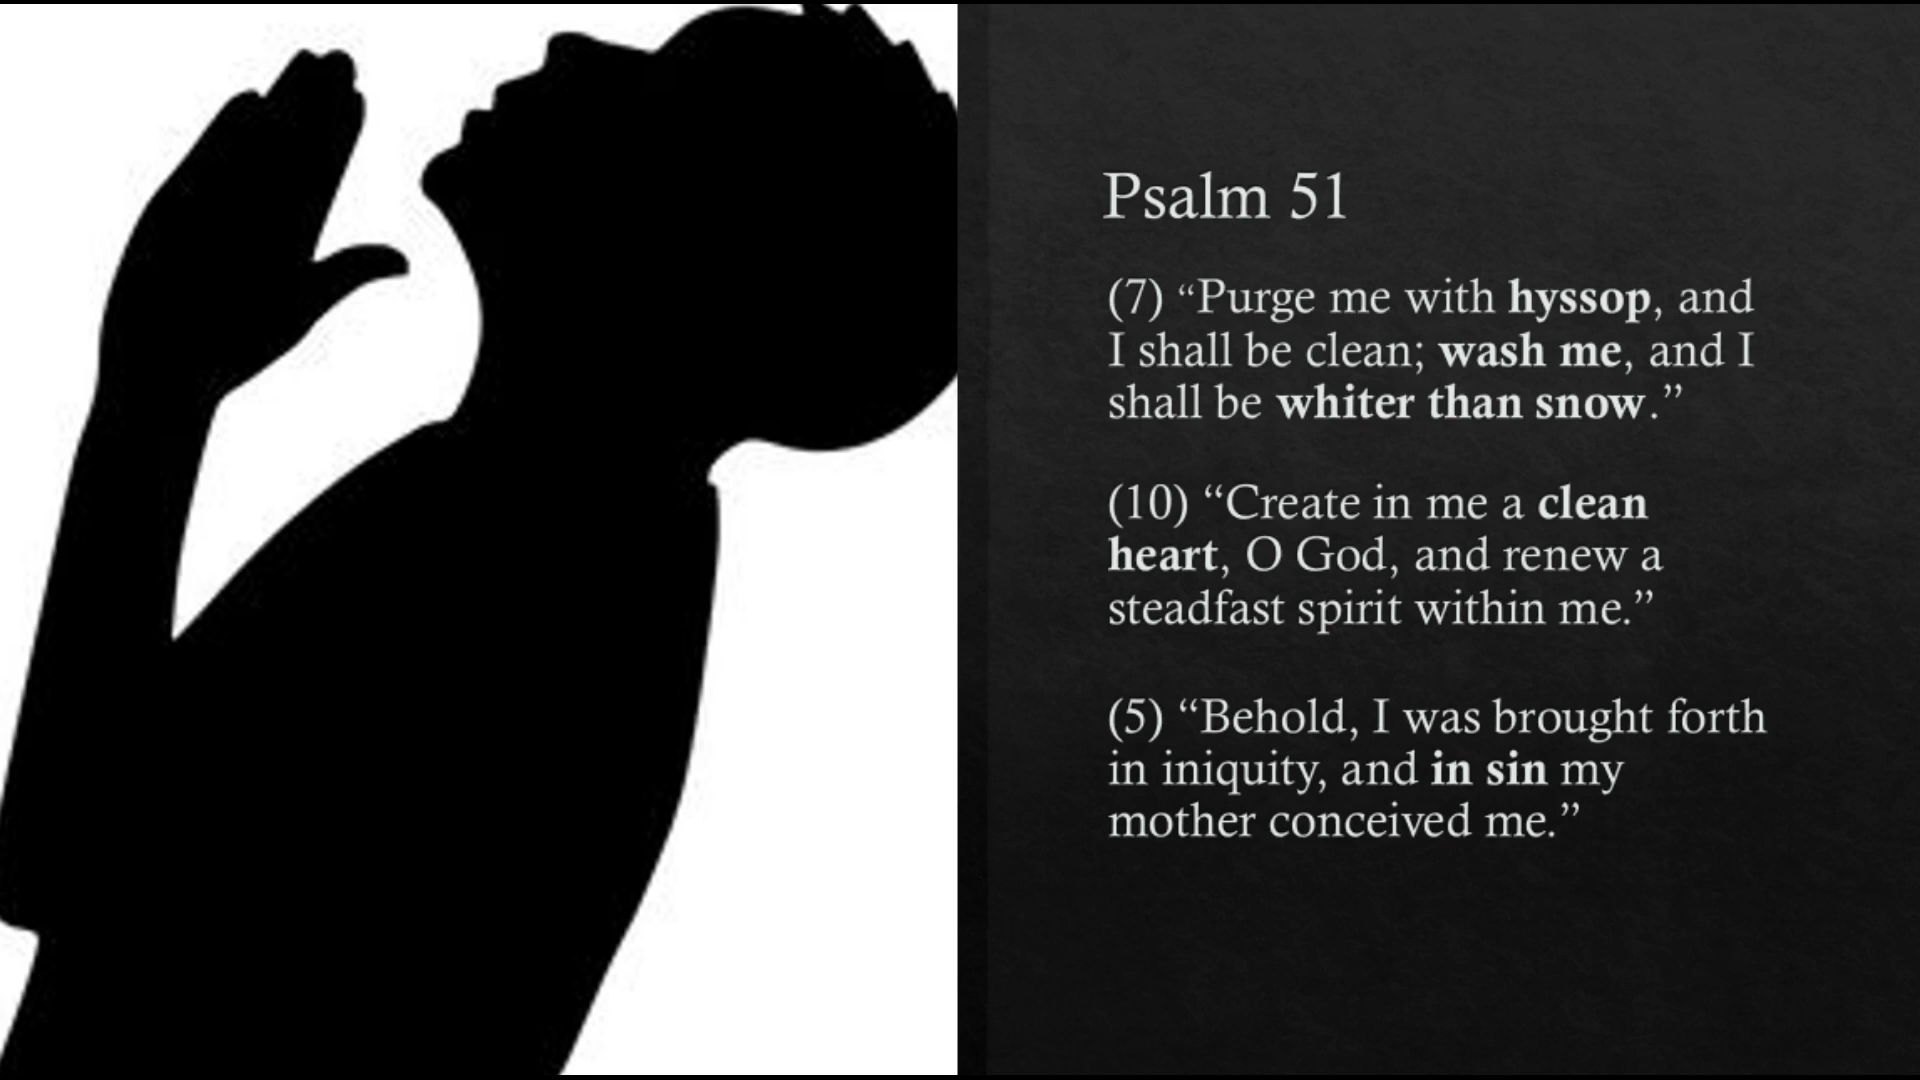 Psalm 51
(7) “Purge me with hyssop, and
I shall be clean; wash me, and I
shall be whiter than snow.”
(10) “Create in me a clean
heart, O God, and renew a
steadfast spirit within me.”
(5) “Behold, I was brought forth
in iniquity, and in sin my
mother conceived me.”